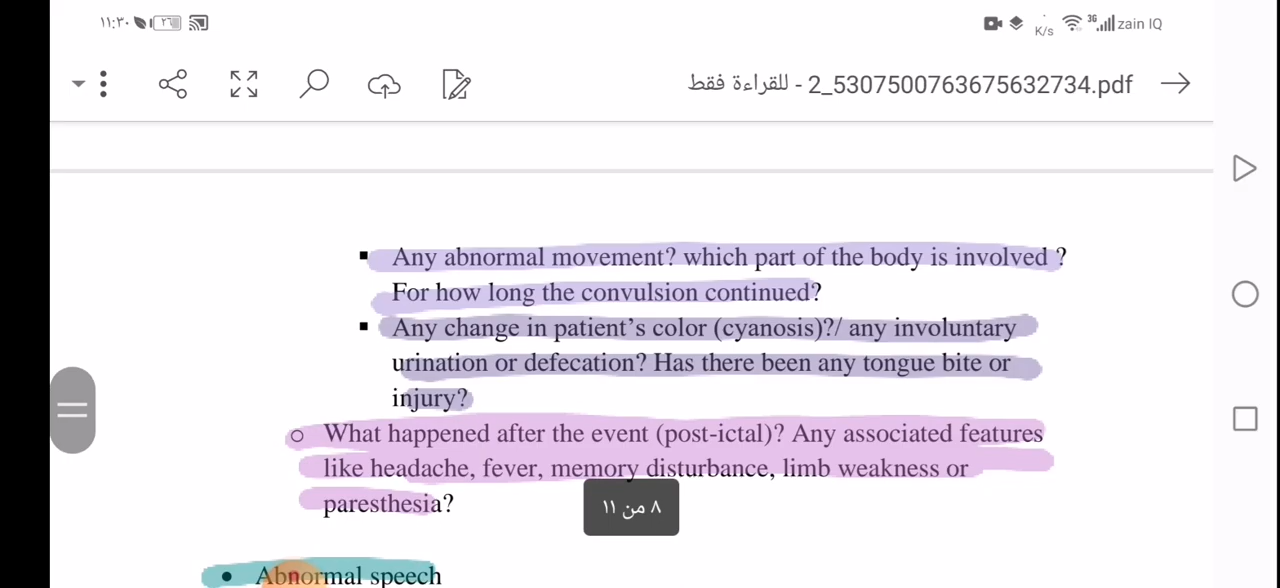 ١١:٣٠ ٢٦ K/s 3G zain IQ
2_5307500763675632734.pdf - للقراءة فقط
▪ Any abnormal movement? which part of the body is involved ?
For how long the convulsion continued?
▪ Any change in patient’s color (cyanosis)?/ any involuntary
urination or defecation? Has there been any tongue bite or
injury?
o What happened after the event (post-ictal)? Any associated features
like headache, fever, memory disturbance, limb weakness or
paresthesia?
٨ من ١١
• Abnormal speech